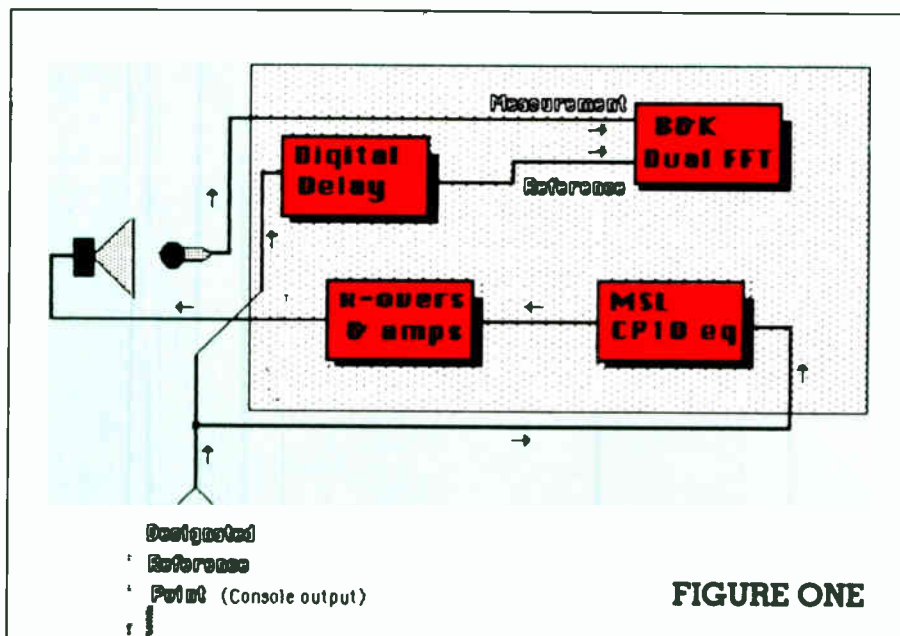 Measurement
B&K
Dual FFT
Digital
Delay
Reference
X-overs
& amps
MSL
CP10 eq
Designated
Reference
Point (Console output)
FIGURE ONE